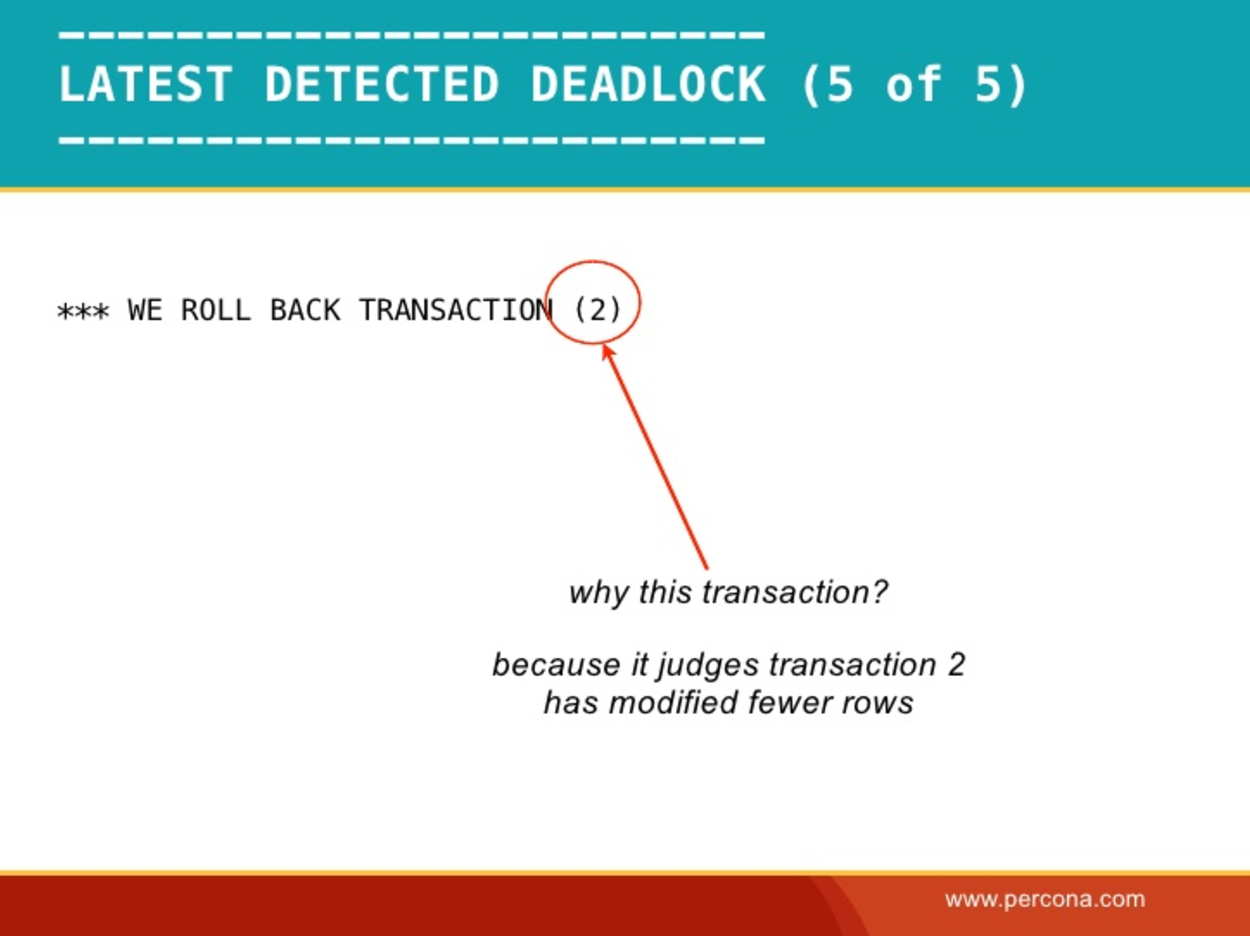 ------------------------
LATEST DETECTED DEADLOCK (5 of 5)
------------------------
*** WE ROLL BACK TRANSACTION (2)
why this transaction?
because it judges transaction 2
has modified fewer rows
www.percona.com